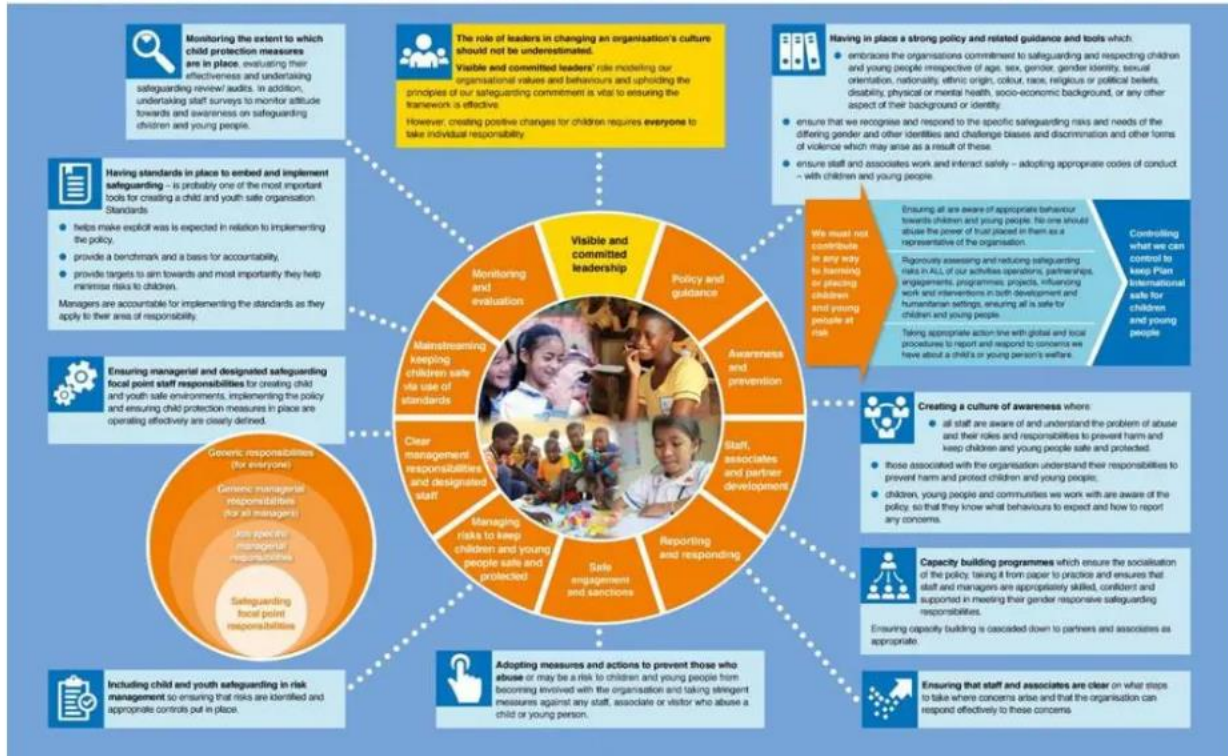 Monitoring the extent to which
child protection measures
are in place, evaluating their
effectiveness and undertaking
safeguarding review/ audits. In addition,
undertaking staff surveys to monitor attitude
towards and awareness on safeguarding
children and young people.
The role of leaders in changing an organisation's culture
should not be underestimated.
Visible and committed leaders' role modeling our
organisational values and behaviours and upholding the
principles of our safeguarding commitment is vital to ensuring the
framework is effective.
However, creating positive changes for children requires everyone to
take individual responsibility.
Having in place a strong policy and related guidance and tools which:
embraces the organisations commitment to safeguarding and respecting children
and young people irrespective of age, sex, gender, gender identity, sexual
orientation, nationality, ethnic origin, colour, race, religious or political beliefs,
disability, physical or mental health, socio-economic background, or any other
aspect of their background or identity.
ensure that we recognise and respond to the specific safeguarding risks and needs of the
differing gender and other identities and challenge biases and discrimination and other forms
of violence which may arise as a result of these.
ensure staff and associates work and interact safely – adopting appropriate codes of conduct
– with children and young people.
Having standards in place to embed and implement
safeguarding – is probably one of the most important
tools for creating a child and youth safe organisation.
Standards
helps make explicit was is expected in relation to implementing
the policy,
provide a benchmark and a basis for accountability,
provide targets to aim towards and most importantly they help
minimise risks to children.
Managers are accountable for implementing the standards as they
apply to their area of responsibility.
We must not
contribute
in any way
to harming
or placing
children
and young
people at
risk
Ensuring all are aware of appropriate behaviour
towards children and young people. No one should
abuse the power of trust placed in them as a
representative of the organisation.
Rigorously assessing and reducing safeguarding
risks in ALL of our activities operations, partnerships,
engagements, programmes, projects, influencing
work and interventions in both development and
humanitarian settings, ensuring all is safe for
children and young people.
Taking appropriate action line with global and local
procedures to report and respond to concerns we
have about a child's or young person's welfare.
Controlling
what we can
control to
keep Plan
International
safe for
children
and young
people
Visible and
committed
leadership
Policy and
guidance
Awareness
and
prevention
Staff,
associates
and partner
development
Reporting
and responding
Safe
engagement
and sanctions
Managing
risks to keep
children and young
people safe and
protected
Clear
management
responsibilities
and designated
staff
Mainstreaming
keeping
children safe
via use of
standards
Monitoring
and
evaluation
Ensuring managerial and designated safeguarding
focal point staff responsibilities for creating child
and youth safe environments, implementing the policy
and ensuring child protection measures in place are
operating effectively are clearly defined.
Generic responsibilities
(for everyone)
Generic managerial
responsibilities
(for all managers)
Job specific
managerial
responsibilities
Safeguarding
focal point
responsibilities
Creating a culture of awareness where:
all staff are aware of and understand the problem of abuse
and their roles and responsibilities to prevent harm and
keep children and young people safe and protected.
those associated with the organisation understand their responsibilities to
prevent harm and protect children and young people;
children, young people and communities we work with are aware of the
policy, so that they know what behaviours to expect and how to report
any concerns.
Capacity building programmes which ensure the socialisation
of the policy, taking it from paper to practice and ensures that
staff and managers are appropriately skilled, confident and
supported in meeting their gender responsive safeguarding
responsibilities.
Ensuring capacity building is cascaded down to partners and associates as
appropriate.
Including child and youth safeguarding in risk
management so ensuring that risks are identified and
appropriate controls put in place.
Adopting measures and actions to prevent those who
abuse or may be a risk to children and young people from
becoming involved with the organisation and taking stringent
measures against any staff, associate or visitor who abuse a
child or young person.
Ensuring that staff and associates are clear on what steps
to take where concerns arise and that the organisation can
respond effectively to these concerns